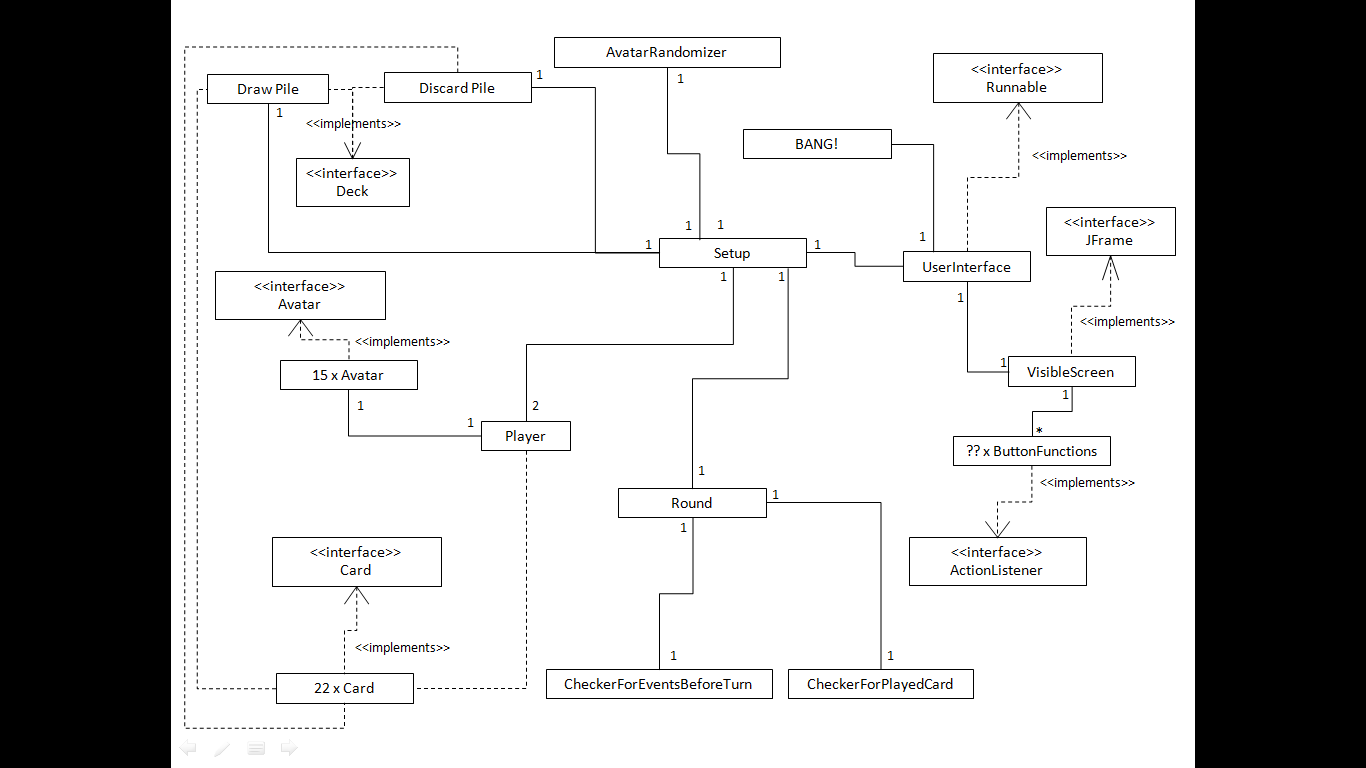 AvatarRandomizer
1
Draw Pile
1
Discard Pile
1
<<implements>>
<<interface>>
Deck
<<interface>>
Runnable
<<implements>>
BANG!
1
<<interface>>
JFrame
<<implements>>
1
1
1
Setup
1
1
1
UserInterface
1
<<interface>>
Avatar
<<implements>>
15 x Avatar
1
1
2
Player
1
VisibleScreen
1
*
?? x ButtonFunctions
<<implements>>
<<interface>>
ActionListener
1
Round
1
1
<<interface>>
Card
<<implements>>
22 x Card
1
CheckerForEventsBeforeTurn
1
CheckerForPlayedCard